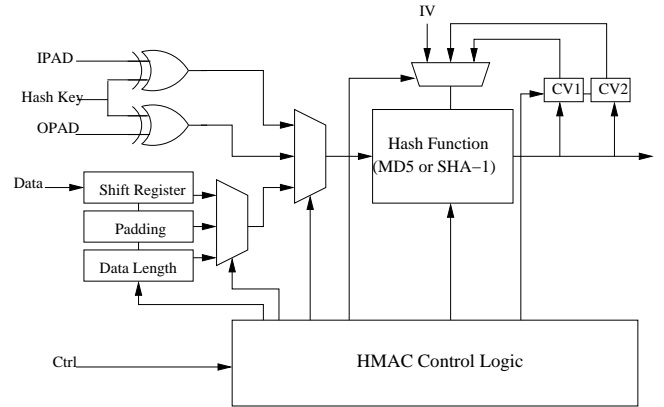 IV
IPAD
Hash Key
OPAD
CV1
CV2
Hash Function
(MD5 or SHA−1)
Data
Shift Register
Padding
Data Length
Ctrl
HMAC Control Logic